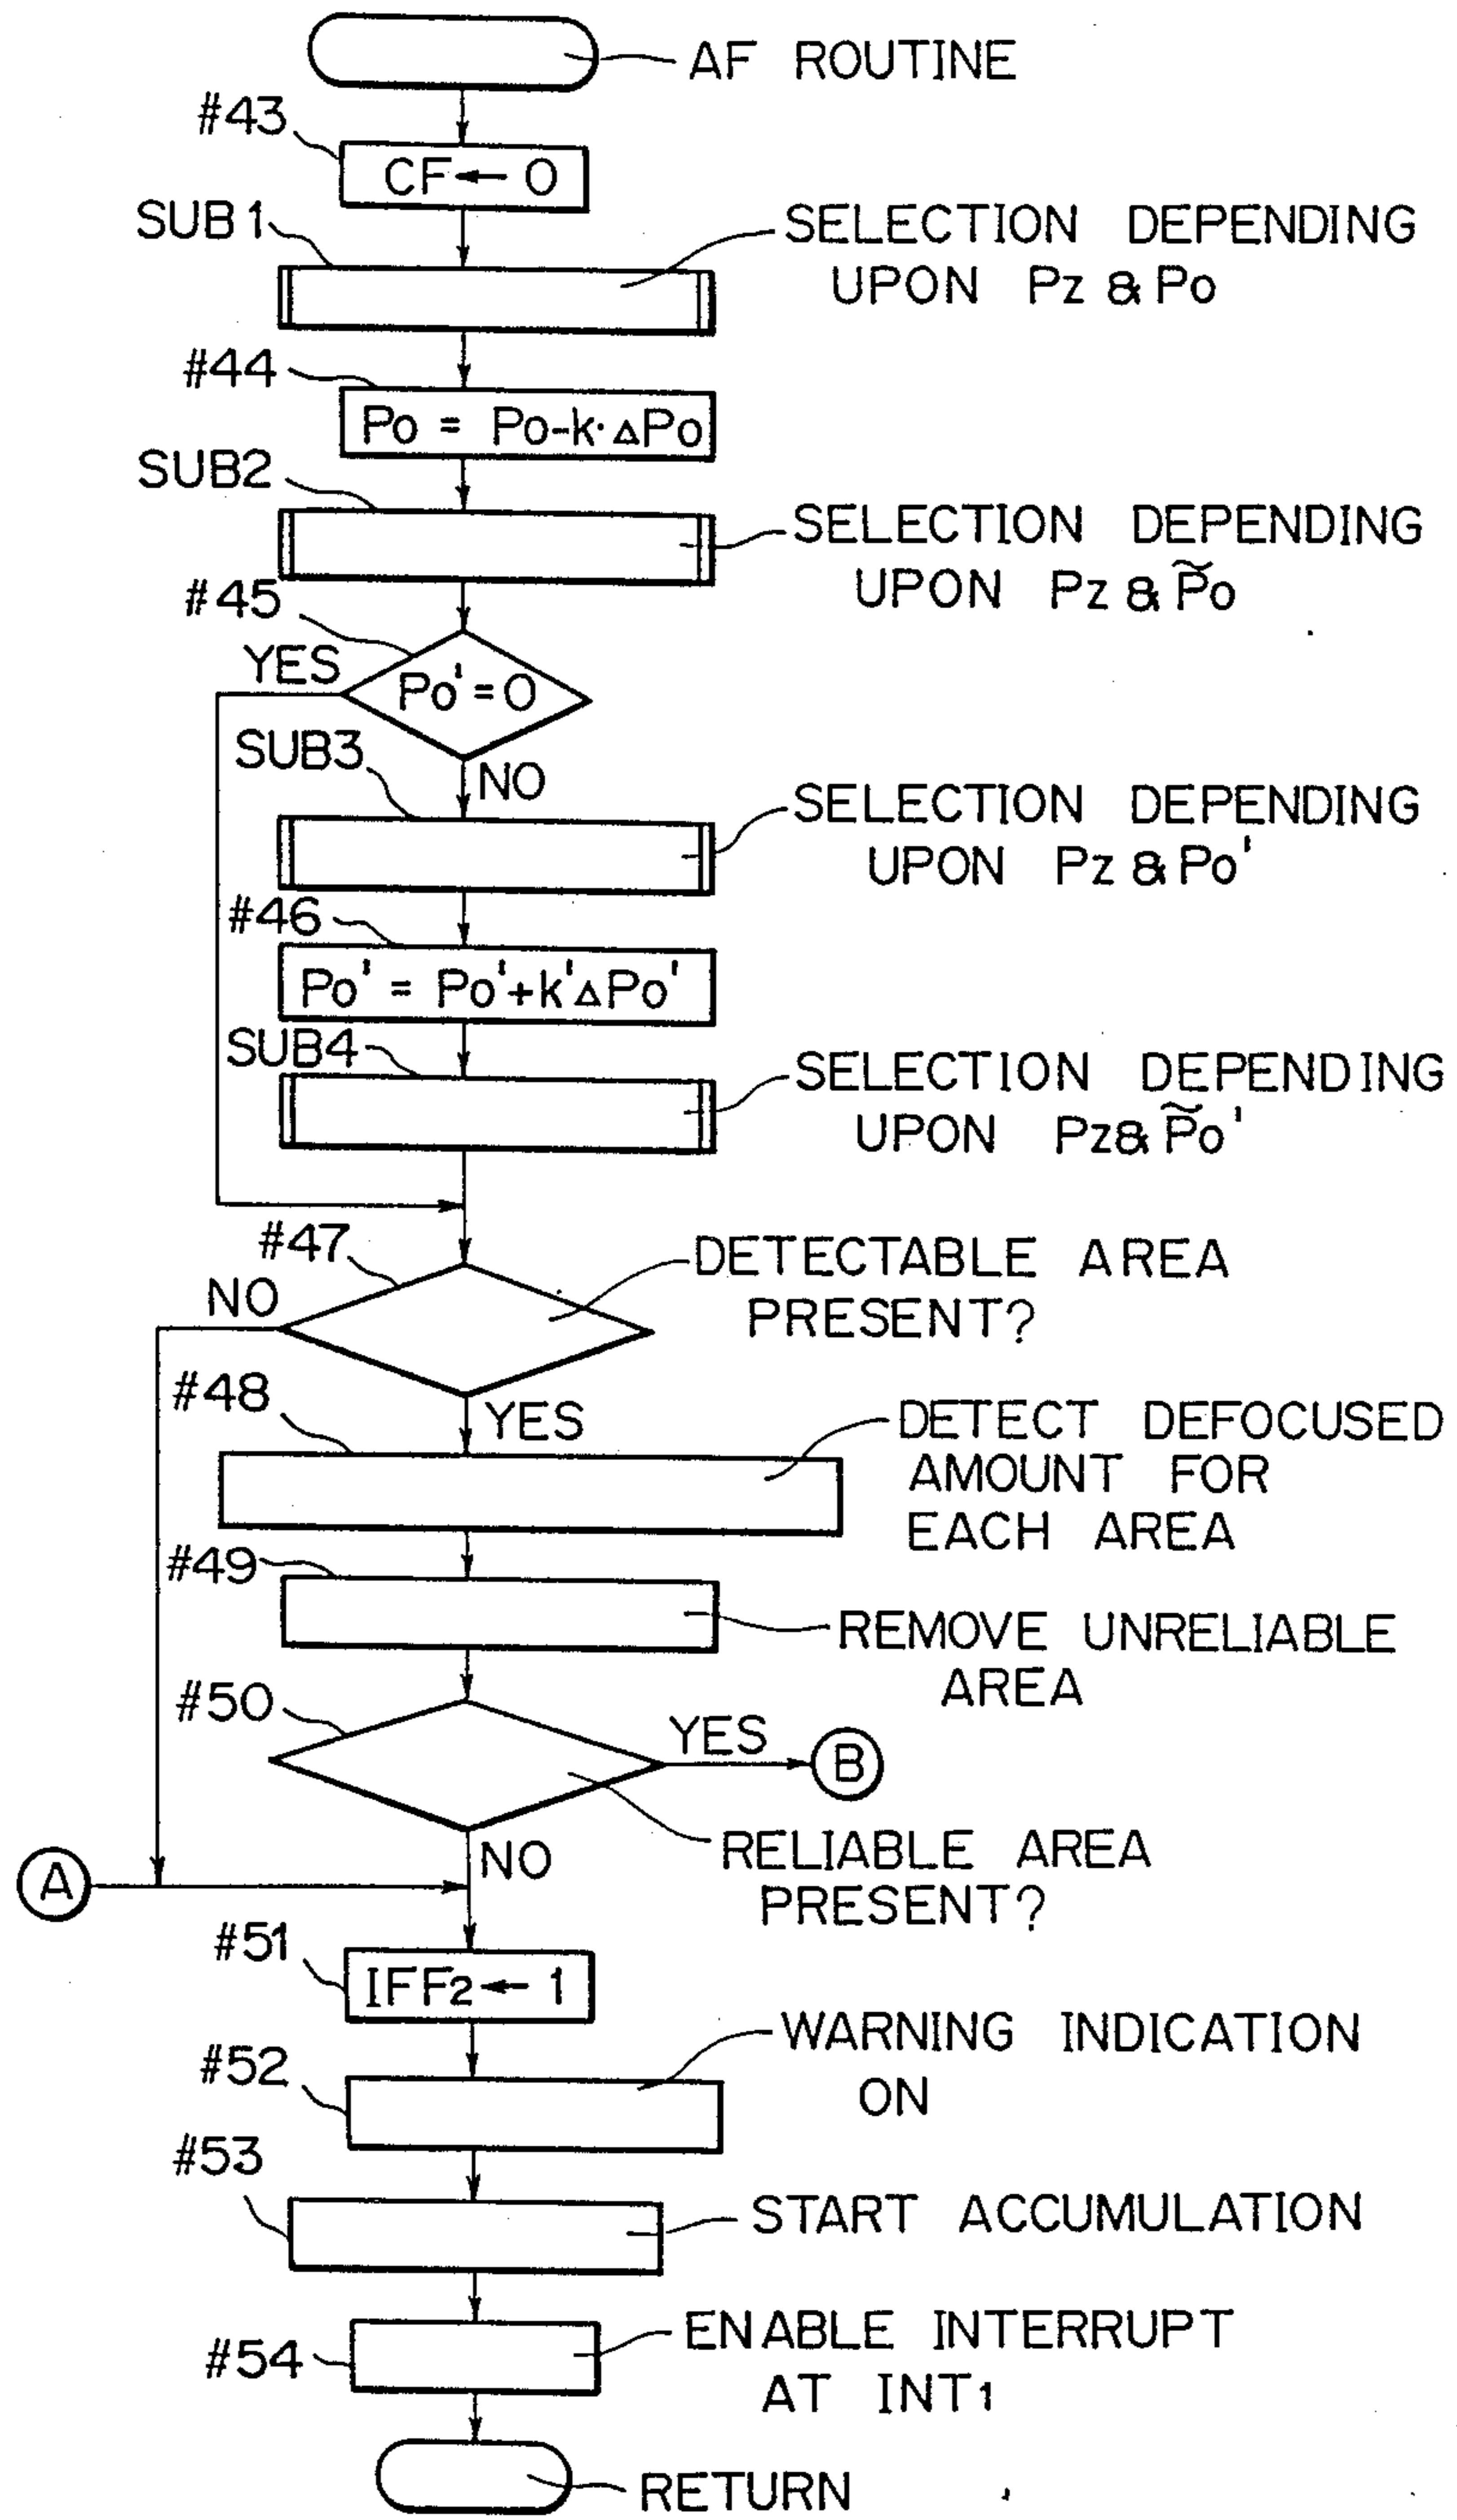 AF ROUTINE
#43
CF ← 0
SUB1
SELECTION DEPENDING
UPON Pz & Po
#44
Po = Po-k·ΔPo
SUB2
SELECTION DEPENDING
UPON Pz & P̃o
#45
YES
Po' = 0
SUB3
NO
SELECTION DEPENDING
UPON Pz & Po'
#46
Po' = Po'+k'ΔPo'
SUB4
SELECTION DEPENDING
UPON Pz & P̃o'
#47
NO
DETECTABLE AREA
PRESENT?
#48
YES
DETECT DEFOCUSED
AMOUNT FOR
EACH AREA
#49
REMOVE UNRELIABLE
AREA
#50
YES
B
NO
RELIABLE AREA
PRESENT?
A
#51
IFF2 ← 1
WARNING INDICATION
ON
#52
#53
START ACCUMULATION
#54
ENABLE INTERRUPT
AT INT1
RETURN